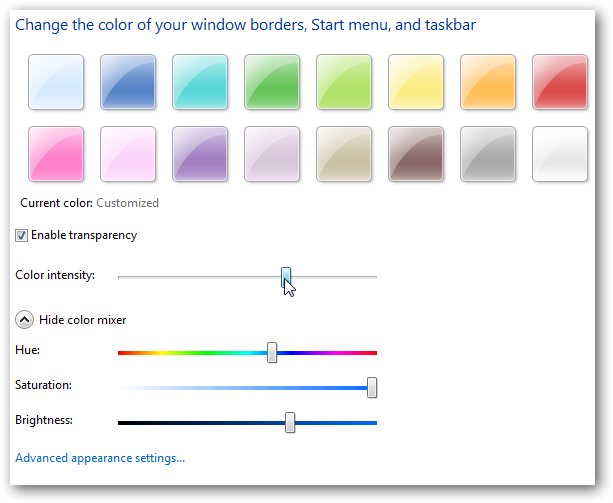 Change the color of your window borders, Start menu, and taskbar
Current color: Customized
Enable transparency
Color intensity:
Hide color mixer
Hue:
Saturation:
Brightness:
Advanced appearance settings...